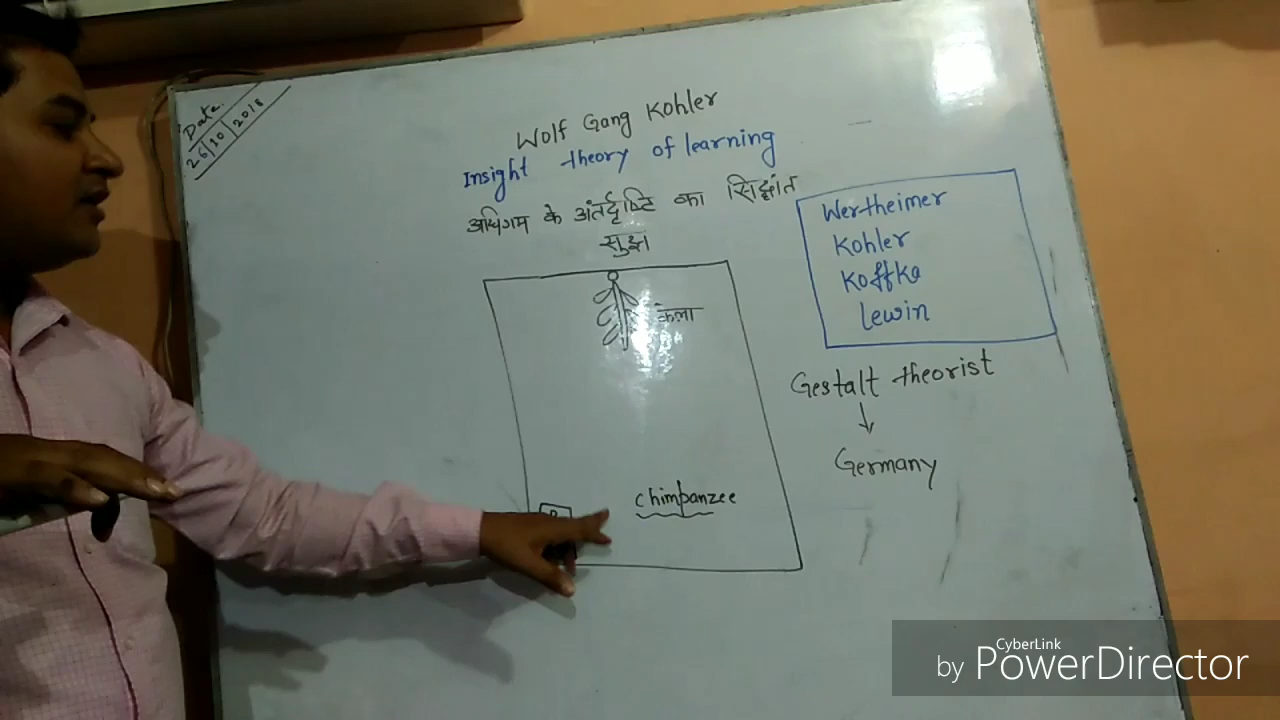 Date.
26/10/2018
Wolf Gang Kohler
Insight theory of learning
अधिगम के अंतर्दृष्टि का सिद्धांत
सुझ
केला
Chimpanzee
Wertheimer
Kohler
Koffka
Lewin
Gestalt theorist
Germany
CyberLink
by PowerDirector